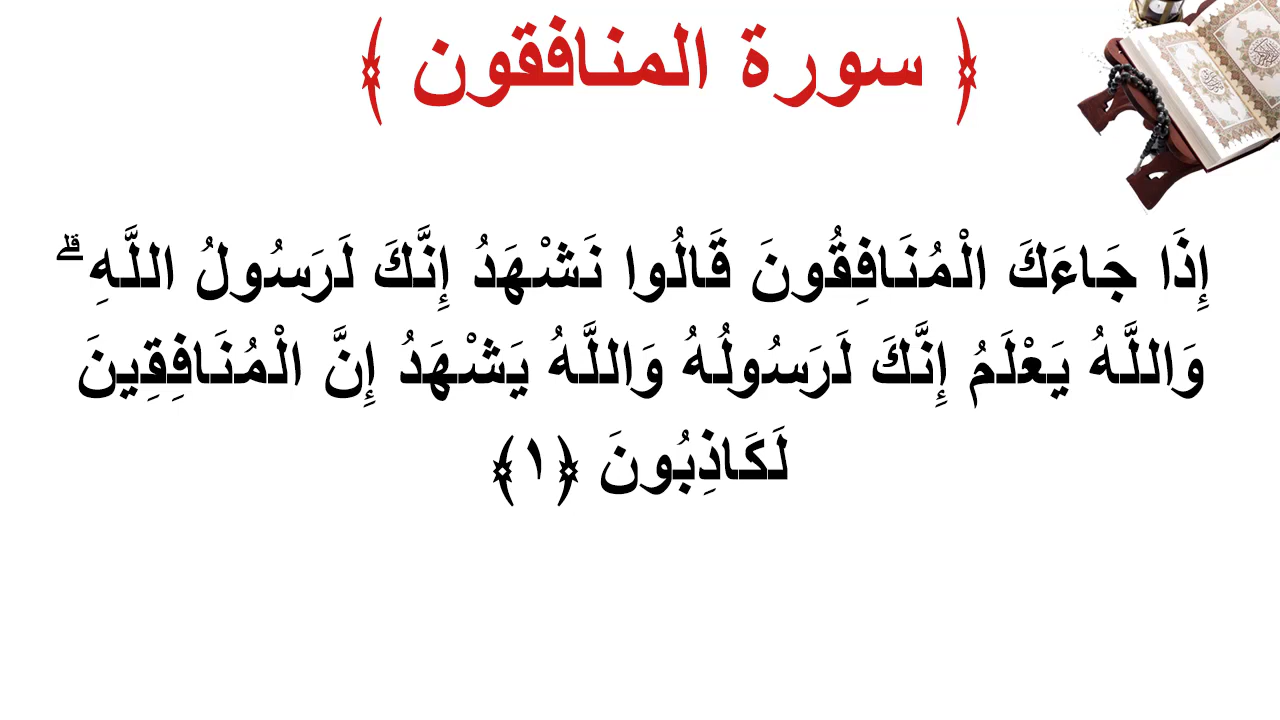 ﴿ سورة المنافقون ﴾
إِذَا جَاءَكَ الْمُنَافِقُونَ قَالُوا نَشْهَدُ إِنَّكَ لَرَسُولُ اللَّهِ ۗ
وَاللَّهُ يَعْلَمُ إِنَّكَ لَرَسُولُهُ وَاللَّهُ يَشْهَدُ إِنَّ الْمُنَافِقِينَ
لَكَاذِبُونَ ﴿١﴾